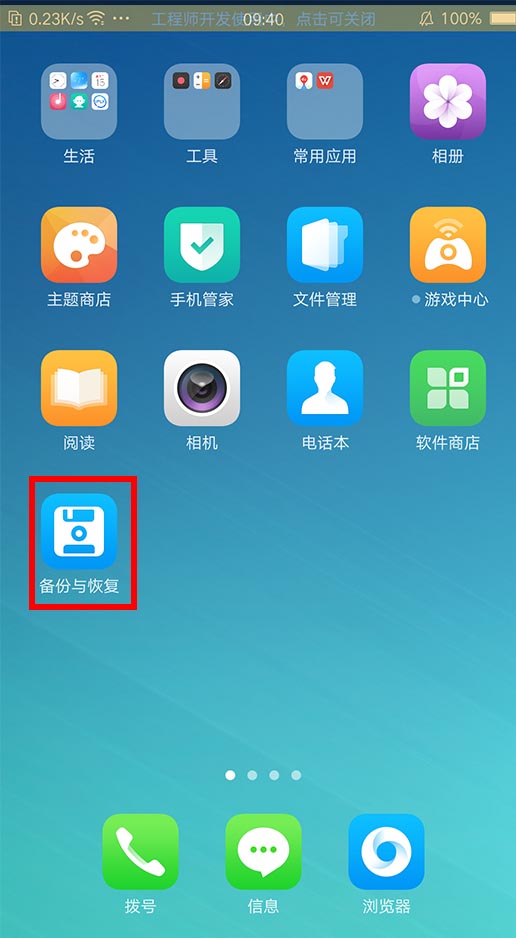 0.23K/s 工程师开发使 09:40 点击可关闭 100%
生活 工具 常用应用 相册
主题商店 手机管家 文件管理 游戏中心
阅读 相机 电话本 软件商店
备份与恢复
拨号 信息 浏览器